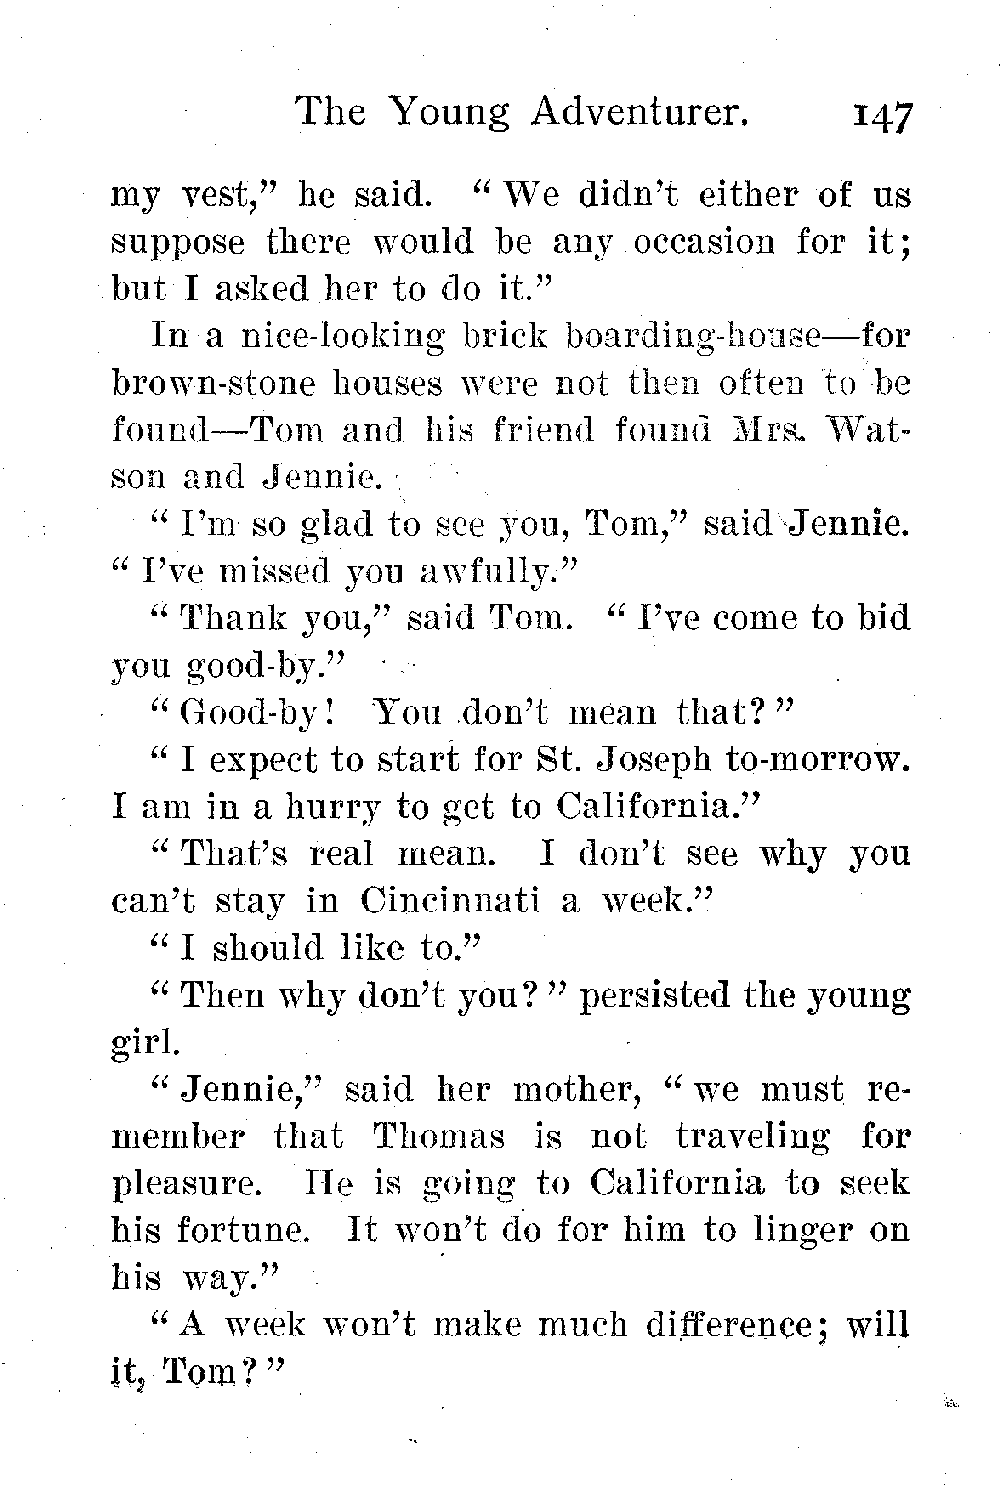 The Young Adventurer. 147
my vest,” he said. “ We didn’t either of us
suppose there would be any occasion for it;
but I asked her to do it.”
In a nice-looking brick boarding-house—for
brown-stone houses were not then often to be
found—Tom and his friend found Mrs. Wat-
son and Jennie.
“ I’m so glad to see you, Tom,” said Jennie.
“ I’ve missed you awfully.”
“ Thank you,” said Tom. “ I’ve come to bid
you good-by.”
“ Good-by! You don’t mean that? ”
“ I expect to start for St. Joseph to-morrow.
I am in a hurry to get to California.”
“ That’s real mean. I don’t see why you
can’t stay in Cincinnati a week.”
“ I should like to.”
“ Then why don’t you? ” persisted the young
girl.
“ Jennie,” said her mother, “ we must re-
member that Thomas is not traveling for
pleasure. He is going to California to seek
his fortune. It won’t do for him to linger on
his way.”
“ A week won’t make much difference; will
it, Tom? ”